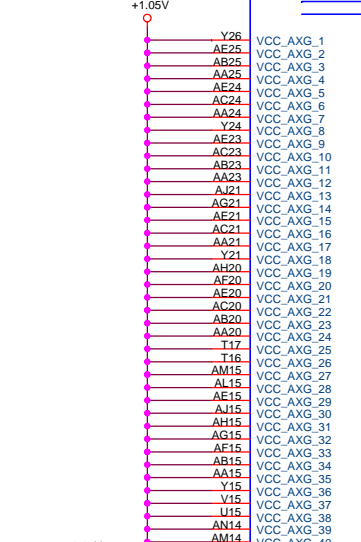 +1.05V
Y26 VCC_AXG_1
AE25 VCC_AXG_2
AB25 VCC_AXG_3
AA25 VCC_AXG_4
AE24 VCC_AXG_5
AC24 VCC_AXG_6
AA24 VCC_AXG_7
Y24 VCC_AXG_8
AE23 VCC_AXG_9
AC23 VCC_AXG_10
AB23 VCC_AXG_11
AA23 VCC_AXG_12
AJ21 VCC_AXG_13
AG21 VCC_AXG_14
AE21 VCC_AXG_15
AC21 VCC_AXG_16
AA21 VCC_AXG_17
Y21 VCC_AXG_18
AH20 VCC_AXG_19
AF20 VCC_AXG_20
AE20 VCC_AXG_21
AC20 VCC_AXG_22
AB20 VCC_AXG_23
AA20 VCC_AXG_24
T17 VCC_AXG_25
T16 VCC_AXG_26
AM15 VCC_AXG_27
AL15 VCC_AXG_28
AE15 VCC_AXG_29
AJ15 VCC_AXG_30
AH15 VCC_AXG_31
AG15 VCC_AXG_32
AF15 VCC_AXG_33
AB15 VCC_AXG_34
AA15 VCC_AXG_35
Y15 VCC_AXG_36
V15 VCC_AXG_37
U15 VCC_AXG_38
AN14 VCC_AXG_39
AM14